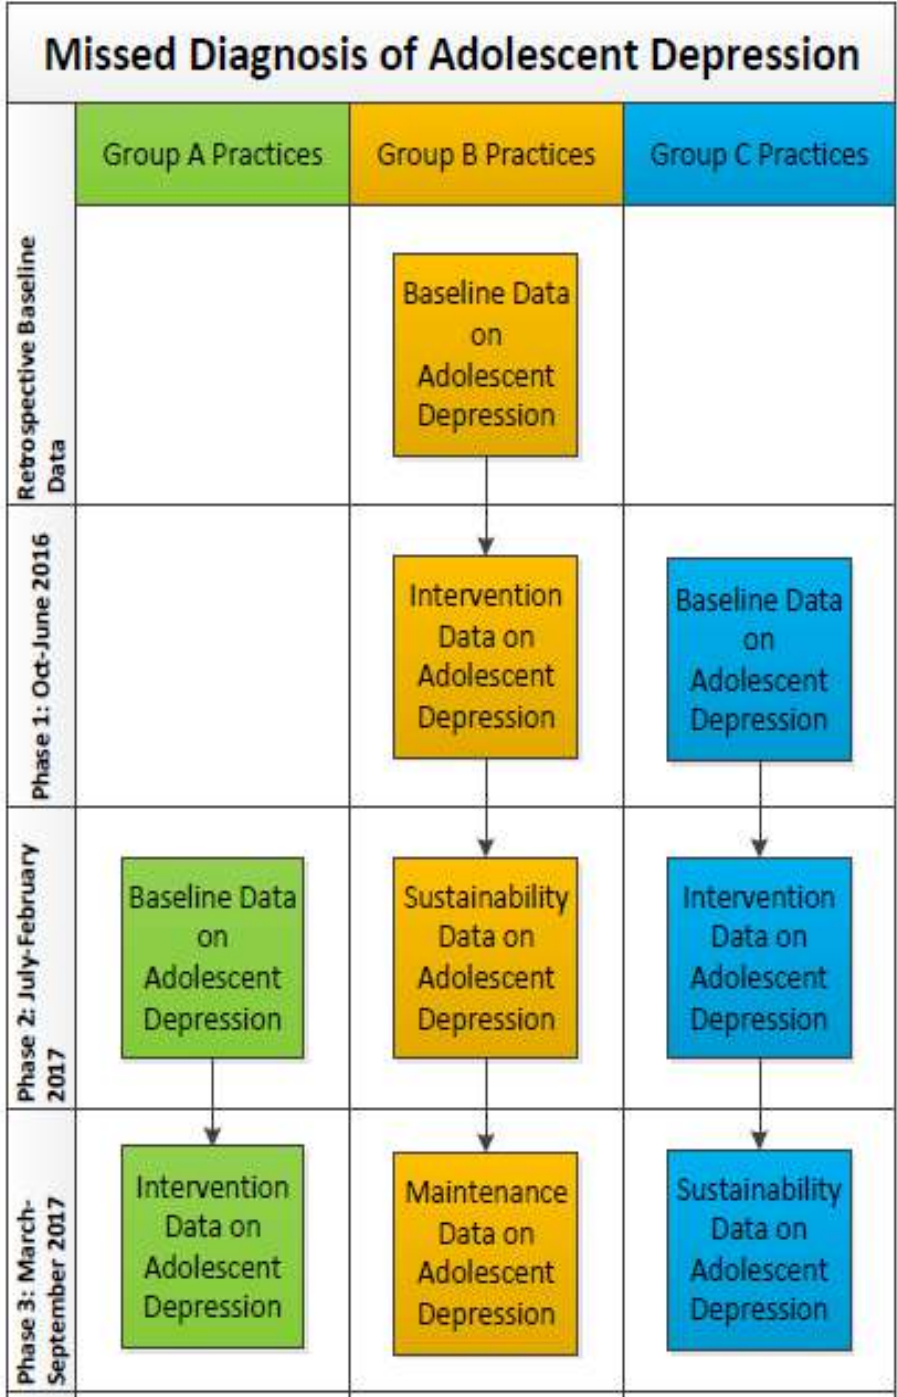 Missed Diagnosis of Adolescent Depression
Group A Practices
Group B Practices
Group C Practices
Retrospective Baseline
Data
Baseline Data
on
Adolescent
Depression
Phase 1: Oct-June 2016
Intervention
Data on
Adolescent
Depression
Baseline Data
on
Adolescent
Depression
Phase 2: July-February
2017
Baseline Data
on
Adolescent
Depression
Sustainability
Data on
Adolescent
Depression
Intervention
Data on
Adolescent
Depression
Phase 3: March-
September 2017
Intervention
Data on
Adolescent
Depression
Maintenance
Data on
Adolescent
Depression
Sustainability
Data on
Adolescent
Depression